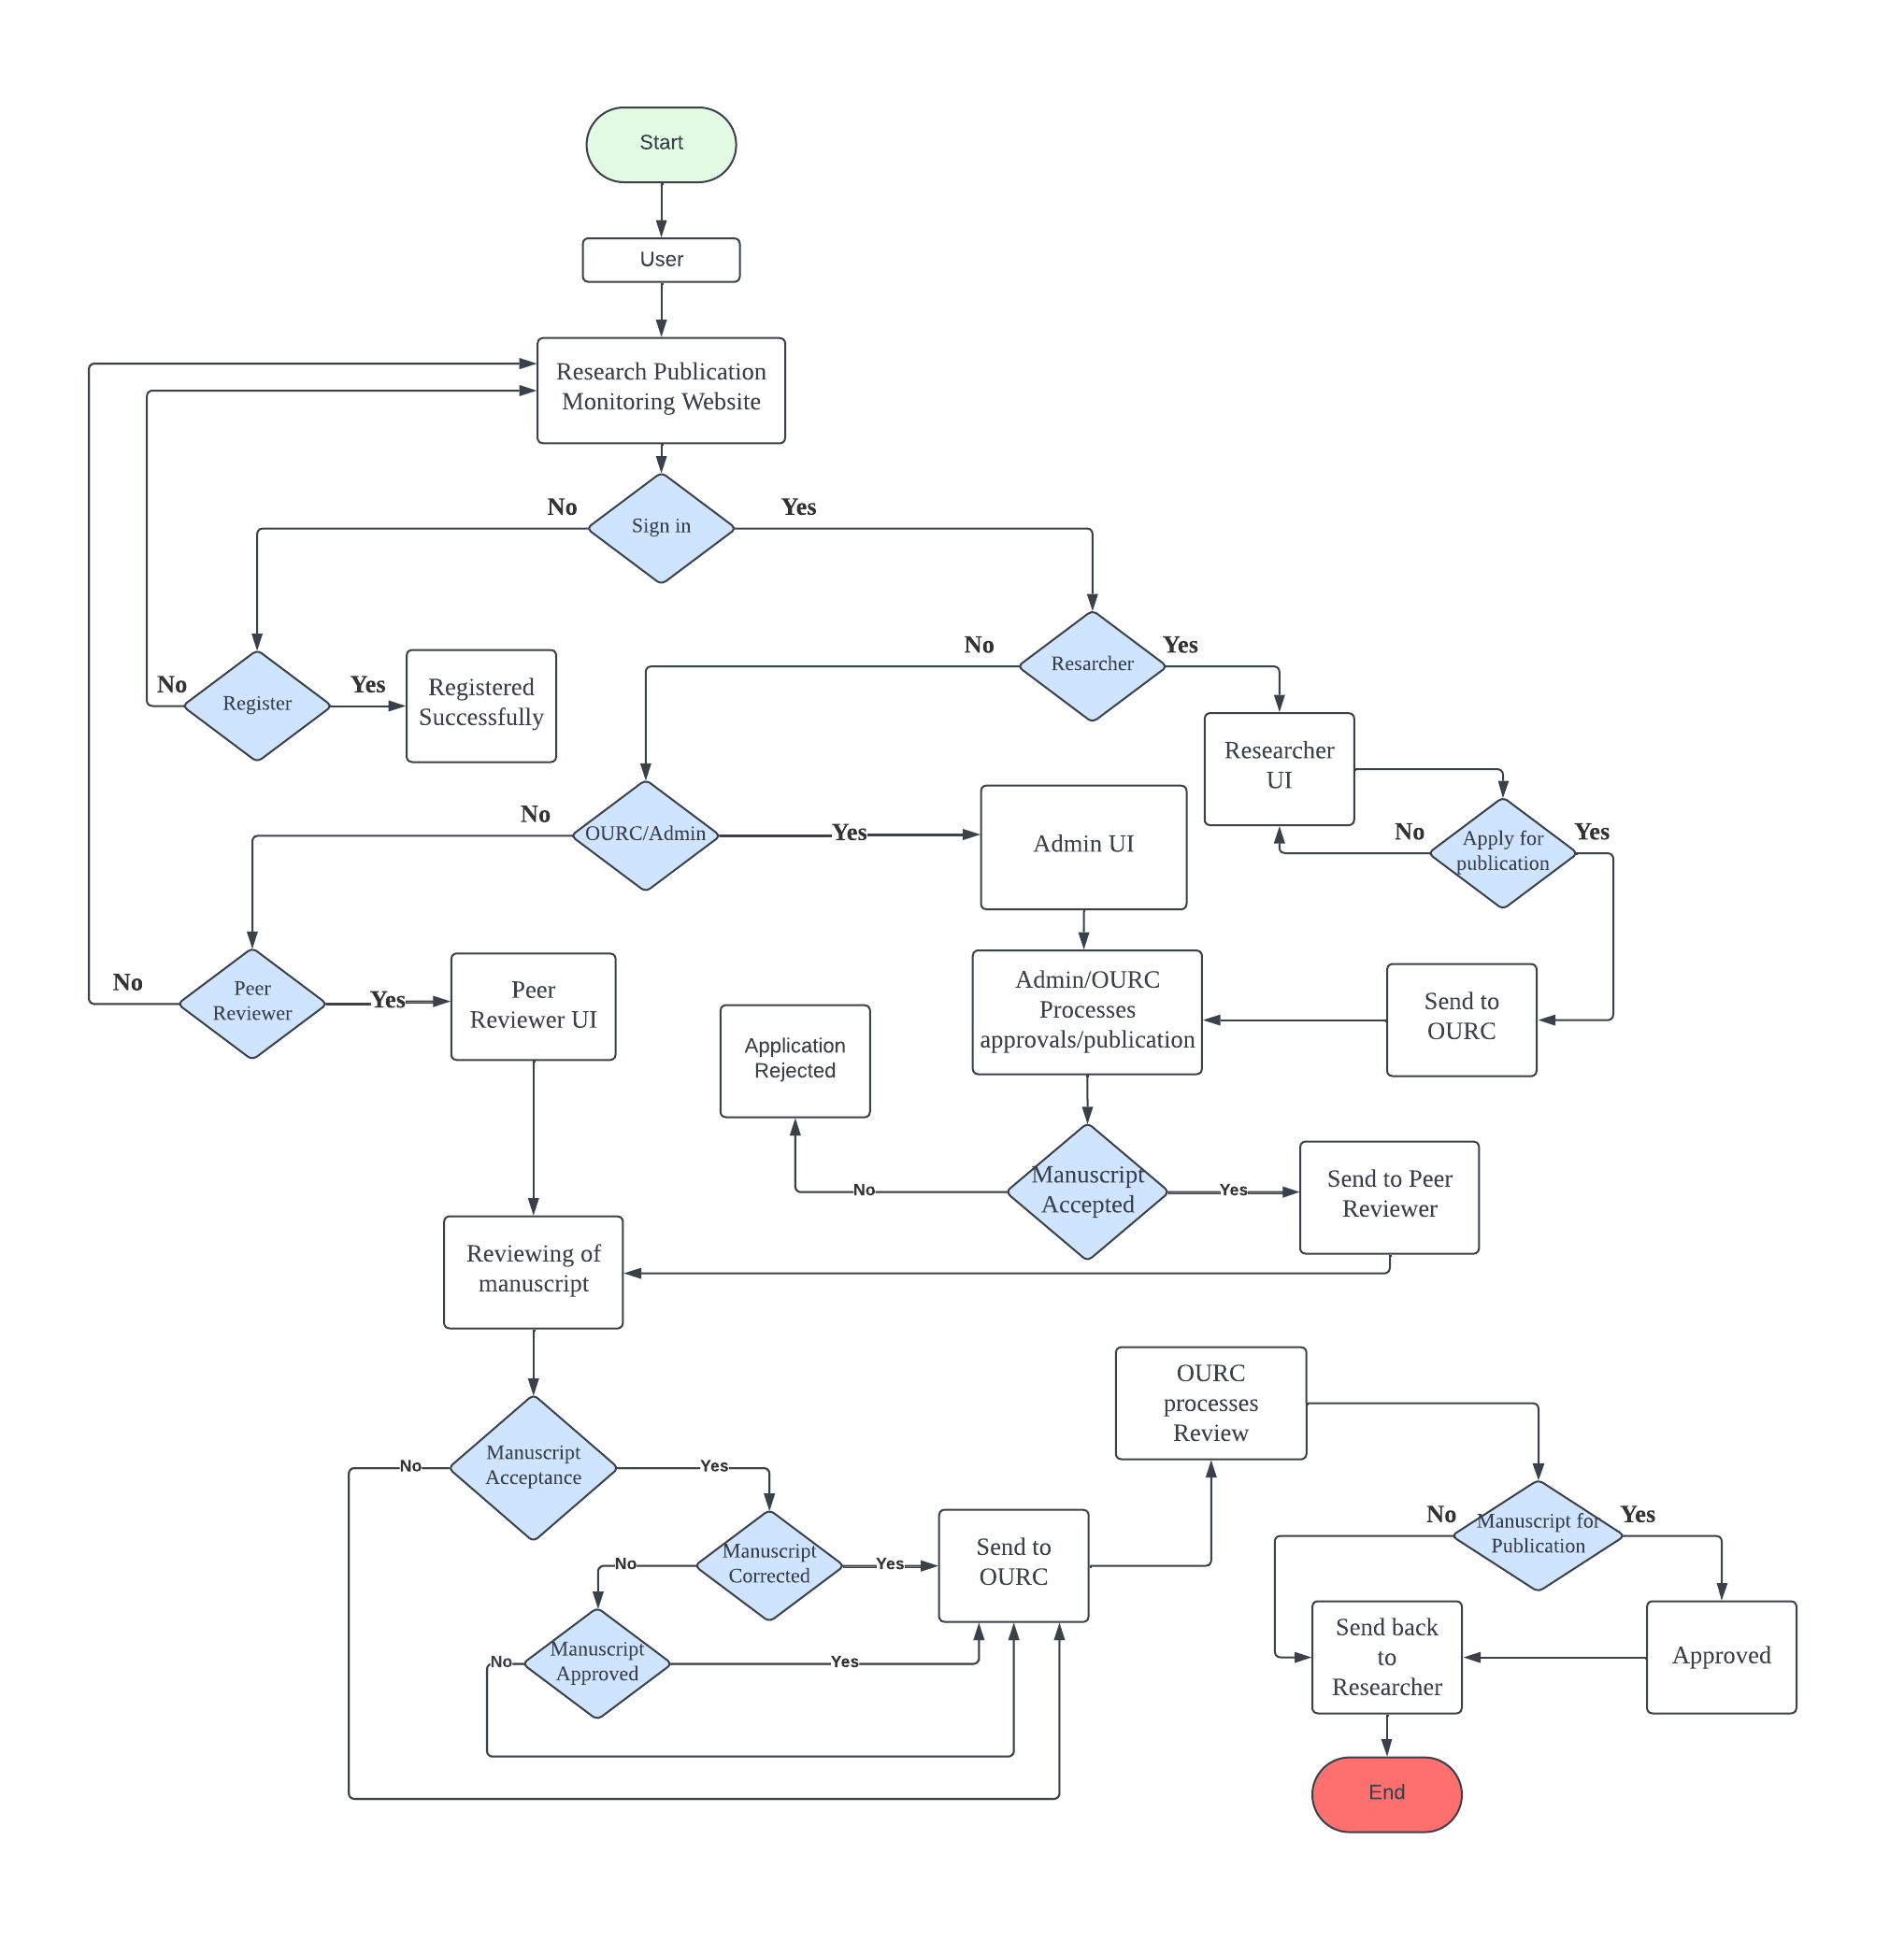 Start
User
Research Publication
Monitoring Website
No
Yes
Sign in
No
Yes
Resarcher
No
Yes
Register
Registered
Successfully
Researcher
UI
No
OURC/Admin
Yes
Admin UI
No
Yes
Apply for
publication
No
Peer
Reviewer
Yes
Peer
Reviewer UI
Admin/OURC
Processes
approvals/publication
Send to
OURC
Application
Rejected
No
Manuscript
Accepted
Yes
Send to Peer
Reviewer
Reviewing of
manuscript
OURC
processes
Review
No
Manuscript
Acceptance
Yes
No
Manuscript
Corrected
Yes
Send to
OURC
No
Yes
Manuscript for
Publication
No
Manuscript
Approved
Yes
Send back
to
Researcher
Approved
End